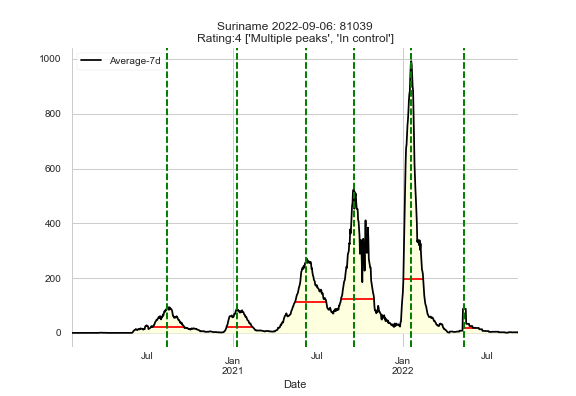 Suriname 2022-09-06: 81039
Rating:4 ['Multiple peaks', 'In control']
Average-7d
1000
800
600
400
200
0
Jul
Jan
2021
Jul
Jan
2022
Jul
Date